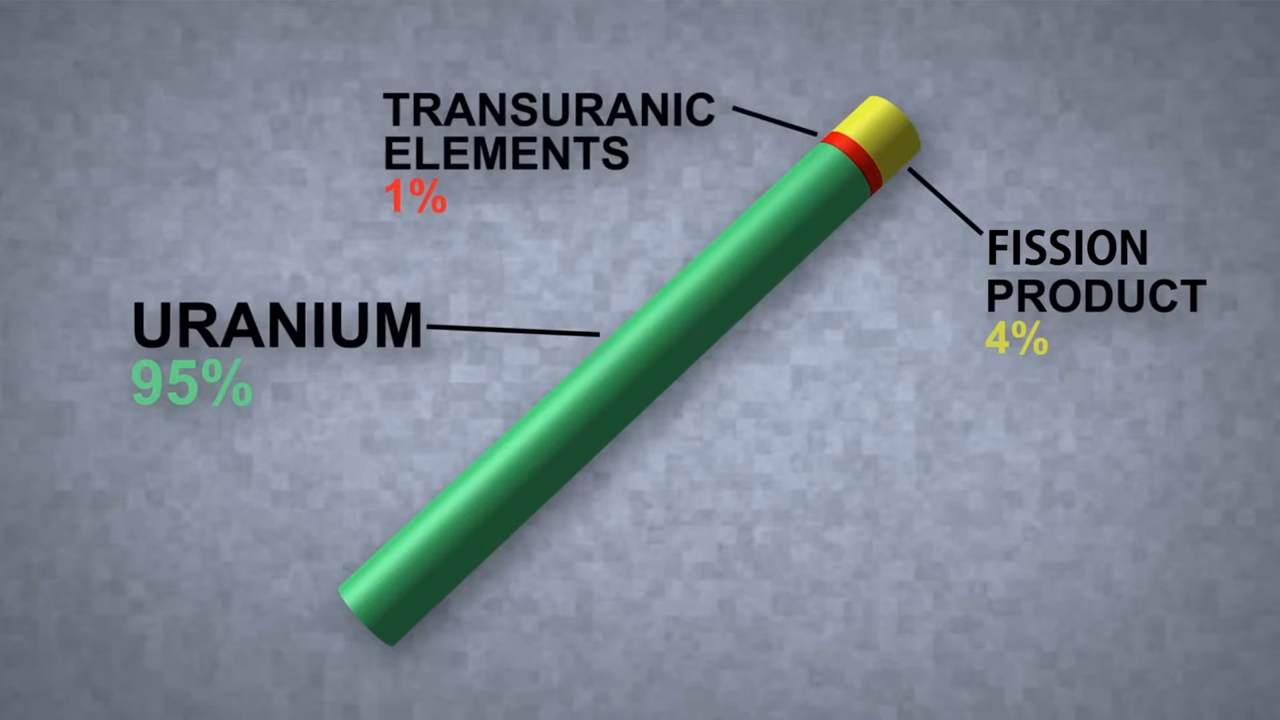 TRANSURANIC
ELEMENTS
1%
FISSION
PRODUCT
4%
URANIUM
95%